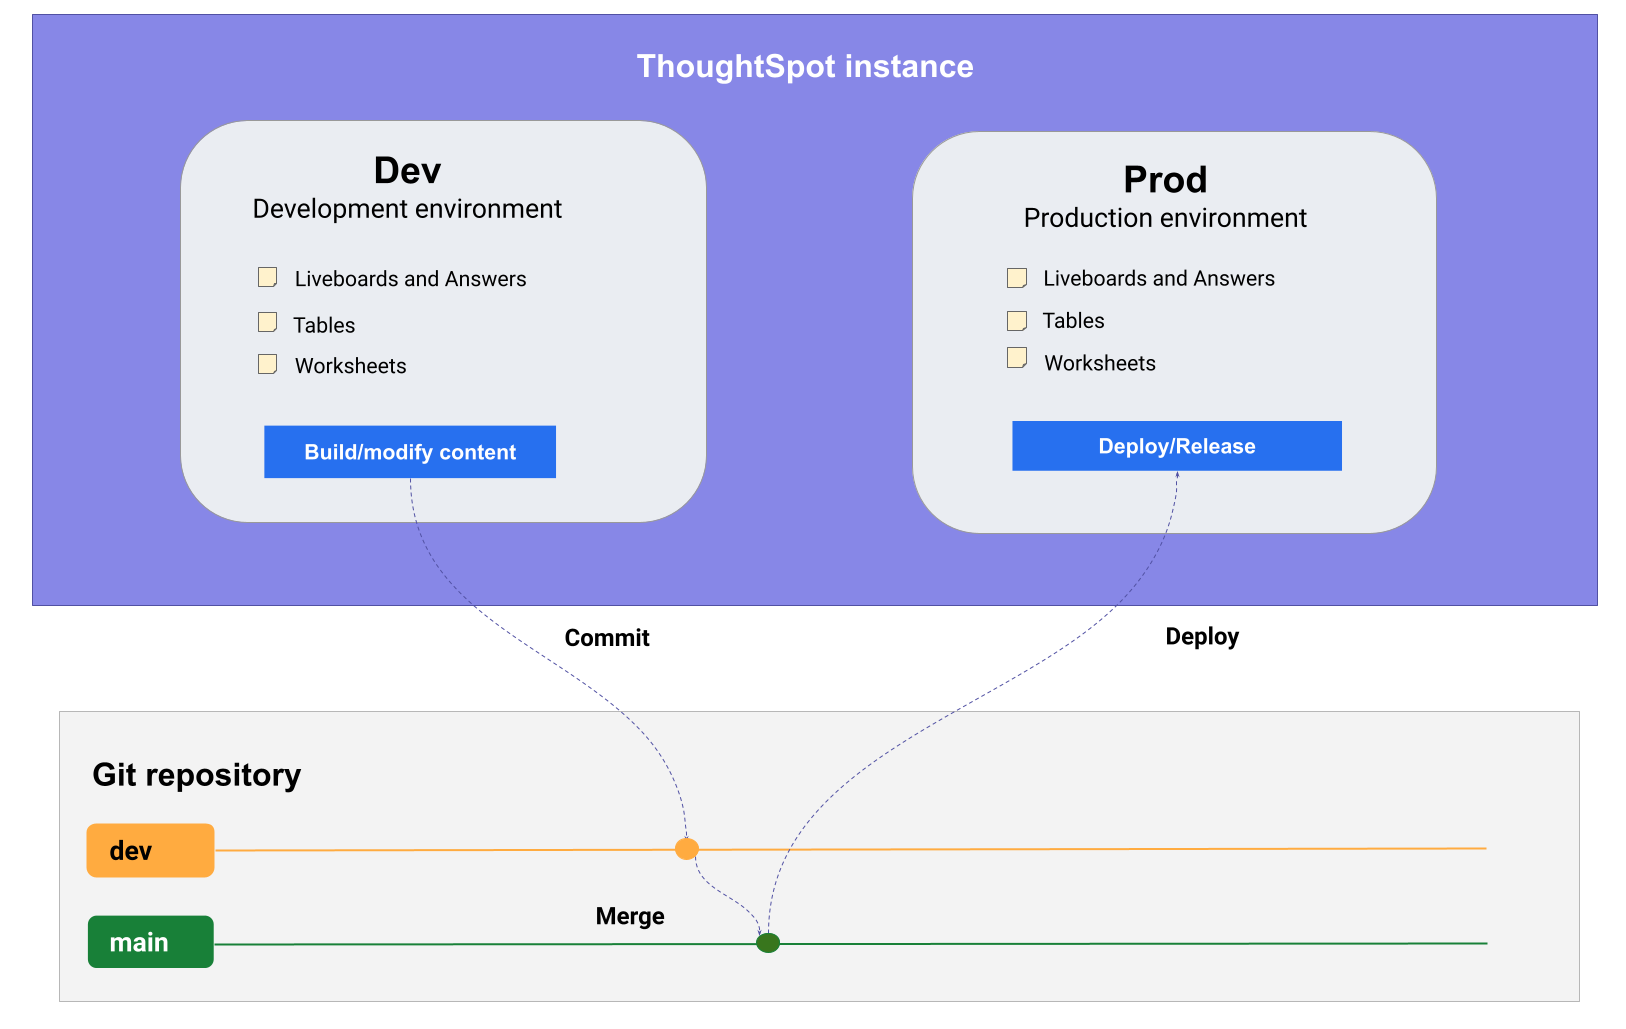 ThoughtSpot instance
Dev
Development environment
Liveboards and Answers
Tables
Worksheets
Build/modify content
Prod
Production environment
Liveboards and Answers
Tables
Worksheets
Deploy/Release
Commit
Deploy
Git repository
dev
Merge
main